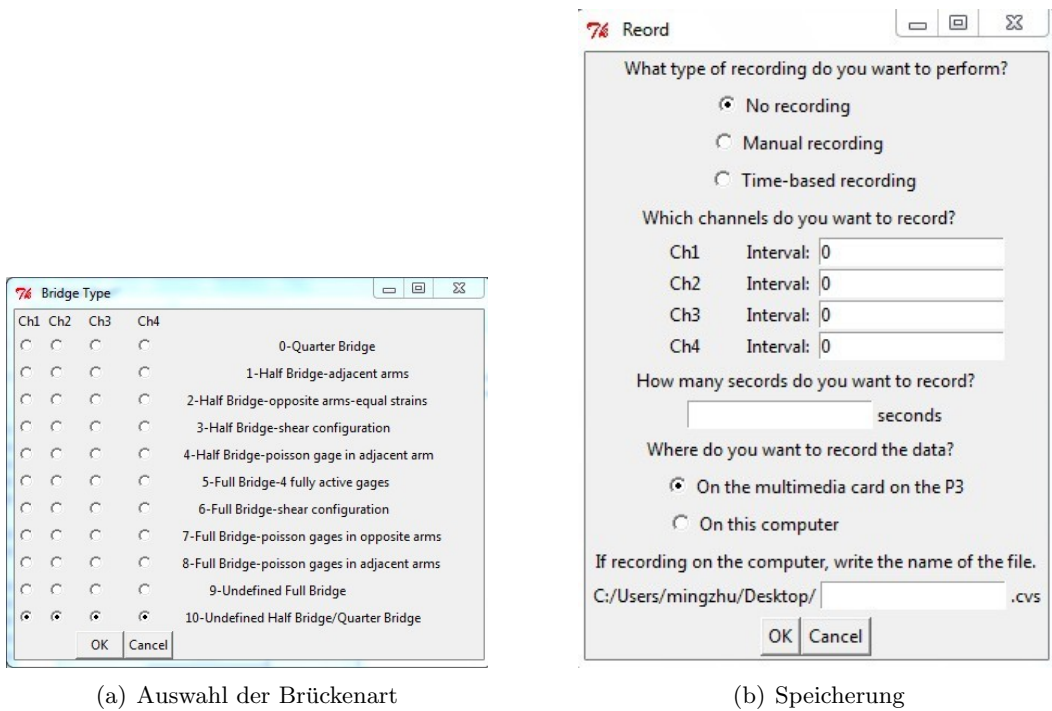 Bridge Type
Ch1 Ch2 Ch3 Ch4
0-Quarter Bridge
1-Half Bridge-adjacent arms
2-Half Bridge-opposite arms-equal strains
3-Half Bridge-shear configuration
4-Half Bridge-poisson gage in adjacent arm
5-Full Bridge-4 fully active gages
6-Full Bridge-shear configuration
7-Full Bridge-poisson gages in opposite arms
8-Full Bridge-poisson gages in adjacent arms
9-Undefined Full Bridge
10-Undefined Half Bridge/Quarter Bridge
OK Cancel
(a) Auswahl der Brückenart
Reord
What type of recording do you want to perform?
No recording
Manual recording
Time-based recording
Which channels do you want to record?
Ch1 Interval: 0
Ch2 Interval: 0
Ch3 Interval: 0
Ch4 Interval: 0
How many secords do you want to record?
seconds
Where do you want to record the data?
On the multimedia card on the P3
On this computer
If recording on the computer, write the name of the file.
C:/Users/mingzhu/Desktop/ .cvs
OK Cancel
(b) Speicherung